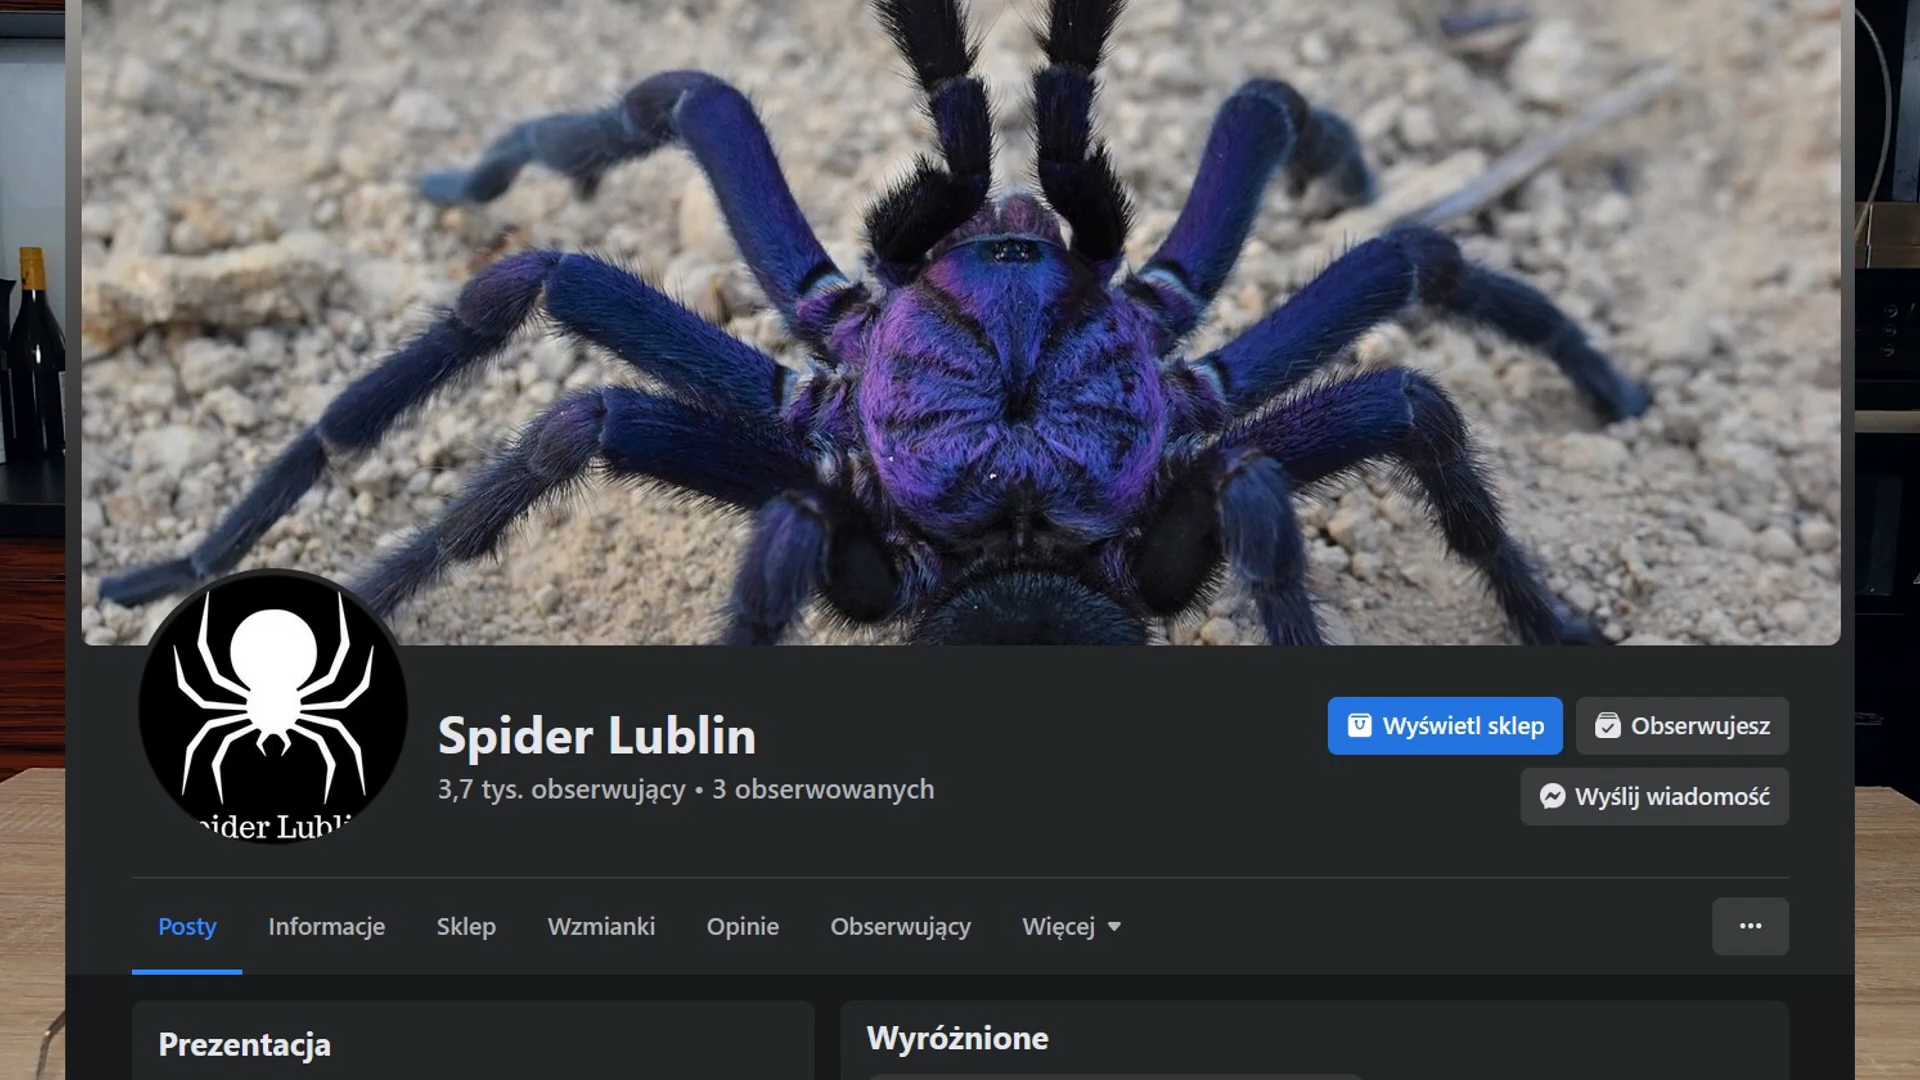 Spider Lublin
3,7 tys. obserwujący • 3 obserwowanych
Wyświetl sklep
Obserwujesz
Wyślij wiadomość
Posty
Informacje
Sklep
Wzmianki
Opinie
Obserwujący
Więcej
Prezentacja
Wyróżnione